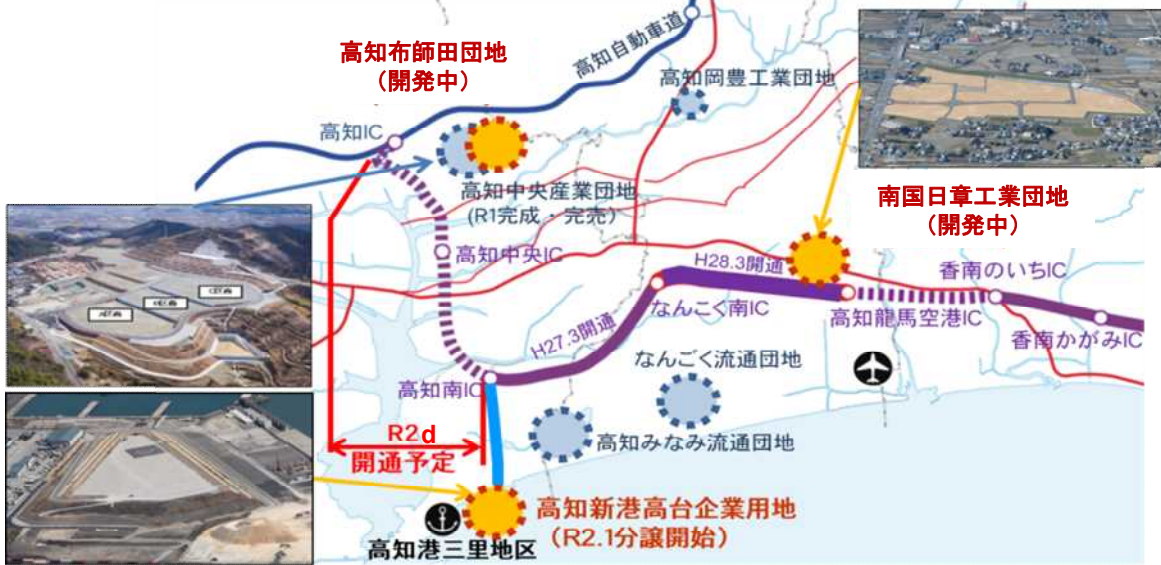 高知布師田団地
(開発中)
高知自動車道
高知岡豊工業団地
高知IC
高知中央産業団地
(R1完成・完売)
南国日章工業団地
(開発中)
高知中央IC
H28.3開通
香南のいちIC
なんこく南IC
高知龍馬空港IC
H27.3開通
香南かがみIC
高知南IC
なんごく流通団地
R2d
開通予定
高知みなみ流通団地
高知新港高台企業用地
(R2.1分譲開始)
高知港三里地区